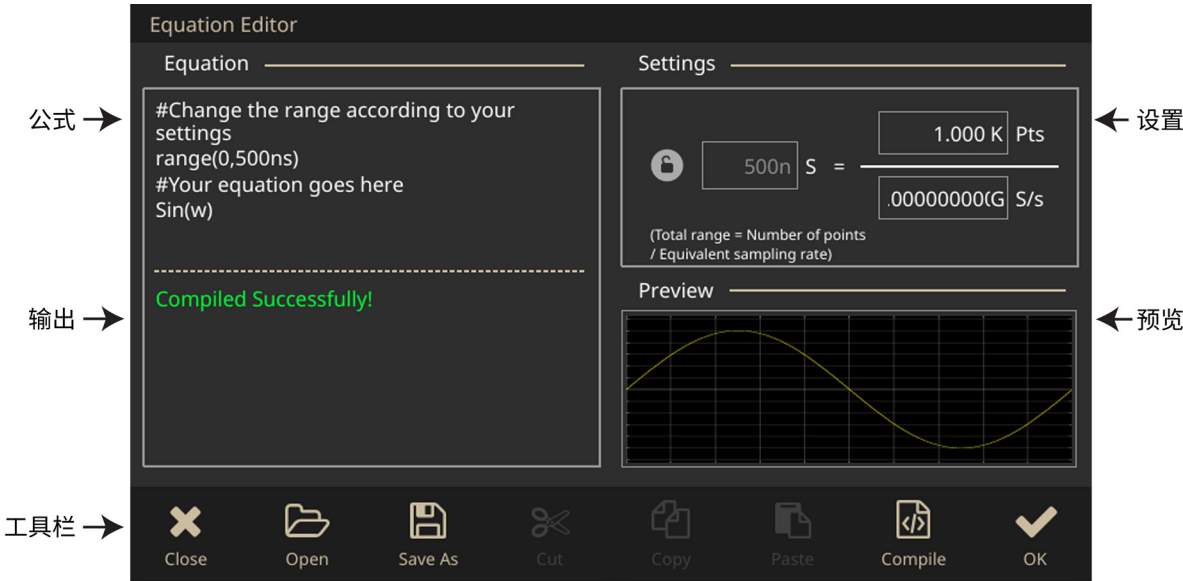 Equation Editor
Equation
#Change the range according to your
settings
range(0,500ns)
#Your equation goes here
Sin(w)
Compiled Successfully!
Settings
1.000 K Pts
500n S =
.00000000(G S/s
(Total range = Number of points
/ Equivalent sampling rate)
Preview
Close
Open
Save As
Cut
Copy
Paste
Compile
OK
公式
输出
工具栏
设置
预览